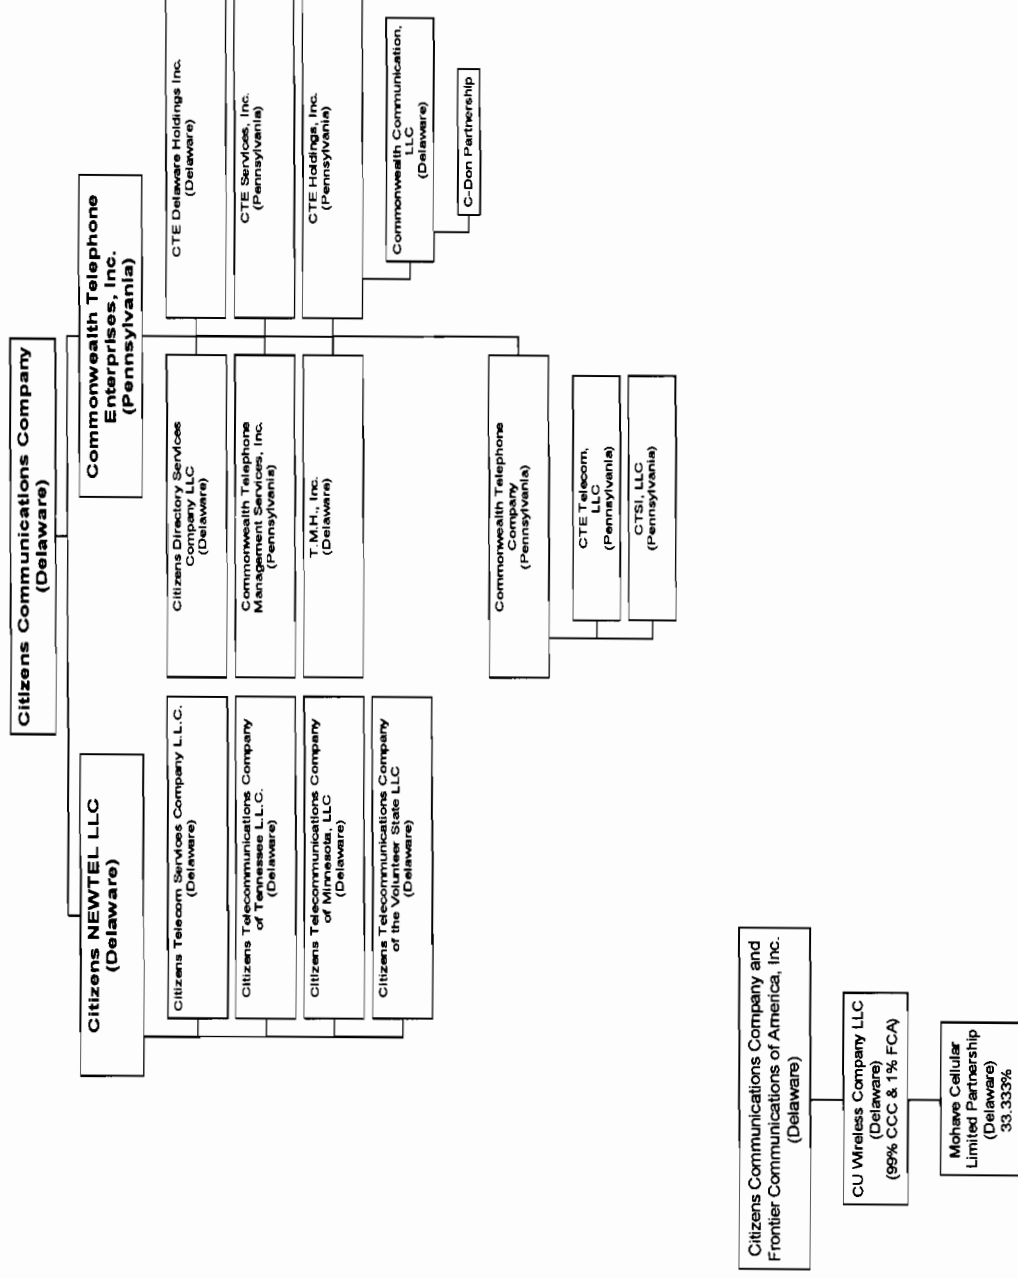 Citizens Communications Company
(Delaware)
Citizens NEWTEL LLC
(Delaware)
Citizens Telecom Services Company L.L.C.
(Delaware)
Citizens Telecommunications Company
of Tennessee L.L.C.
(Delaware)
Citizens Telecommunications Company
of Minnesota, LLC
(Delaware)
Citizens Telecommunications Company
of the Volunteer State LLC
(Delaware)
Commonwealth Telephone
Enterprises, Inc.
(Pennsylvania)
Citizens Directory Services
Company LLC
(Delaware)
Commonwealth Telephone
Management Services, Inc.
(Pennsylvania)
T.M.H., Inc.
(Delaware)
Commonwealth Telephone
Company
(Pennsylvania)
CTE Telecom,
LLC
(Pennsylvania)
CTSI, LLC
(Pennsylvania)
CTE Delaware Holdings Inc.
(Delaware)
CTE Services, Inc.
(Pennsylvania)
CTE Holdings, Inc.
(Pennsylvania)
Commonwealth Communication,
LLC
(Delaware)
C-Don Partnership
Citizens Communications Company and
Frontier Communications of America, Inc.
(Delaware)
CU Wireless Company LLC
(Delaware)
(99% CCC & 1% FCA)
Mohave Cellular
Limited Partnership
(Delaware)
33.333%